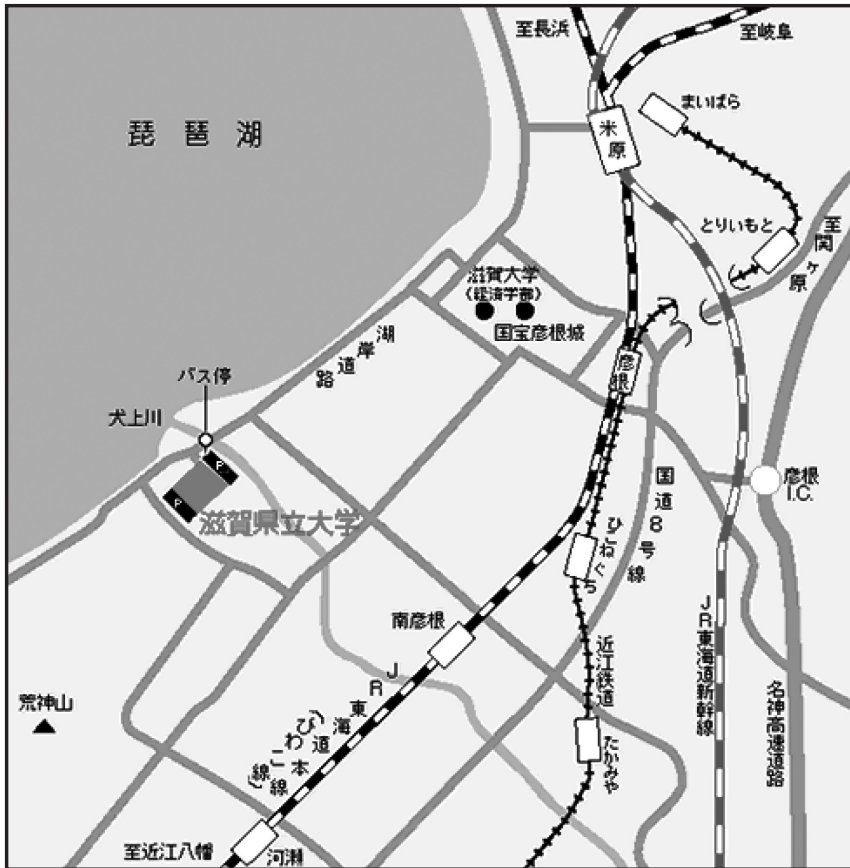 至長浜
至岐阜
まいばら
米原
琵琶湖
とりいもと
至関ヶ原
滋賀大学
(経済学部)
国宝彦根城
湖岸道路
彦根
バス停
犬上川
P
P
滋賀県立大学
国道8号線
彦根
I.C.
ひこねぐち
南彦根
JR東海道本線
(びわこ線)
近江鉄道
JR東海道新幹線
名神高速道路
荒神山
たかみや
至近江八幡
河瀬